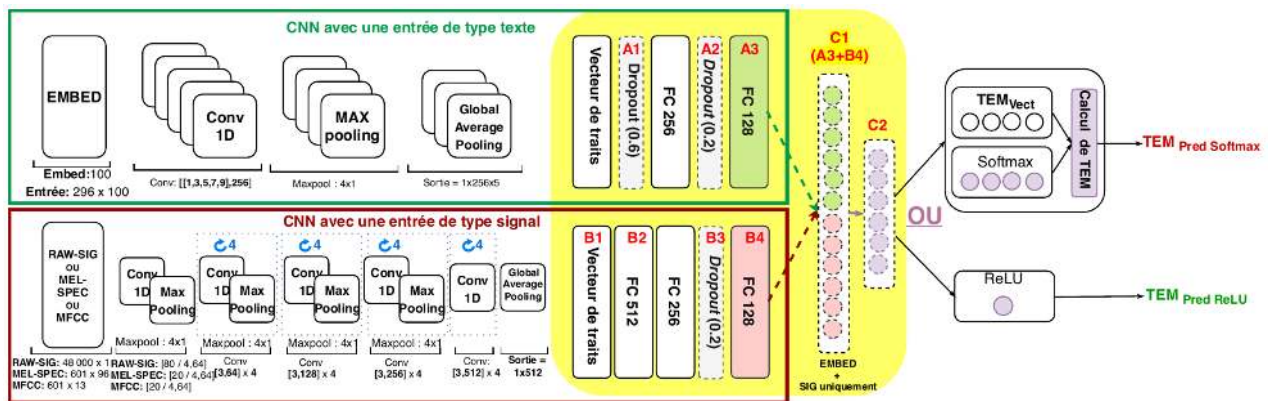 CNN avec une entrée de type texte
EMBED
Conv
1D
MAX
pooling
Global
Average
Pooling
Embed:100
Entrée: 296 x 100
Conv: [[1,3,5,7,9],256]
Maxpool : 4x1
Sortie = 1x256x5
Vecteur de traits
A1
Dropout (0.6)
FC 256
A2
Dropout (0.2)
A3
FC 128
CNN avec une entrée de type signal
RAW-SIG
OU
MEL-
SPEC
OU
MFCC
Conv
1D
Max
Pooling
4
Conv
1D
Max
Pooling
4
Conv
1D
Max
Pooling
4
Conv
1D
Max
Pooling
4
Conv
1D
Global
Average
Pooling
RAW-SIG: 48 000 x 1
MEL-SPEC: 601 x 96
MFCC: 601 x 13
Maxpool : 4x1
RAW-SIG: [80 / 4,64]
MEL-SPEC: [20 / 4,64]
MFCC: [20 / 4,64]
Maxpool : 4x1
Conv
[3,64] x 4
Maxpool : 4x1
Conv
[3,128] x 4
Maxpool : 4x1
Conv
[3,256] x 4
Conv:
[3,512] x 4
Sortie =
1x512
B1
Vecteur de traits
B2
FC 512
FC 256
B3
Dropout (0.2)
B4
FC 128
C1
(A3+B4)
EMBED
+
SIG uniquement
C2
OU
TEM Vect
Softmax
Calcul de TEM
TEM Pred Softmax
ReLU
TEM Pred ReLU